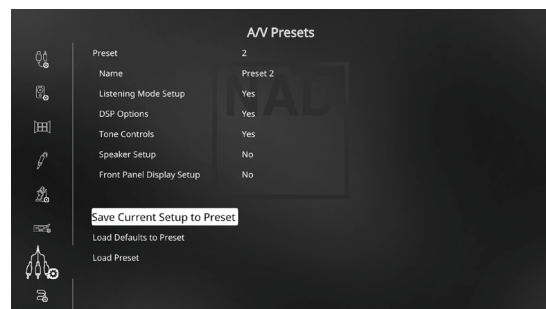 A/V Presets
Preset 2
Name Preset 2
Listening Mode Setup Yes
DSP Options Yes
Tone Controls Yes
Speaker Setup No
Front Panel Display Setup No
NAD
Save Current Setup to Preset
Load Defaults to Preset
Load Preset